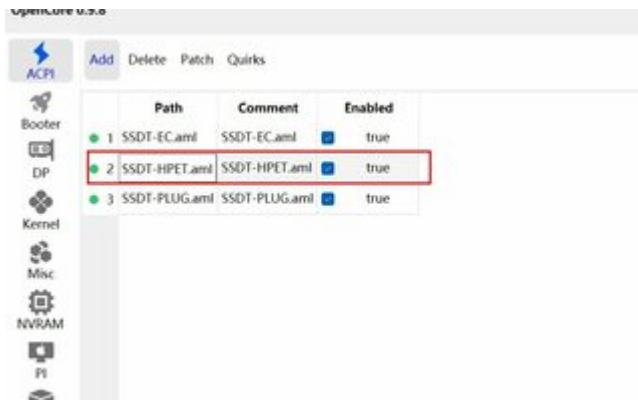 OpenCore 0.9.8
Add Delete Patch Quirks
ACPI
Path Comment Enabled
1 SSDT-EC.aml SSDT-EC.aml true
2 SSDT-HPET.aml SSDT-HPET.aml true
3 SSDT-PLUG.aml SSDT-PLUG.aml true
Booter
DP
Kernel
Misc
NVRAM
PI